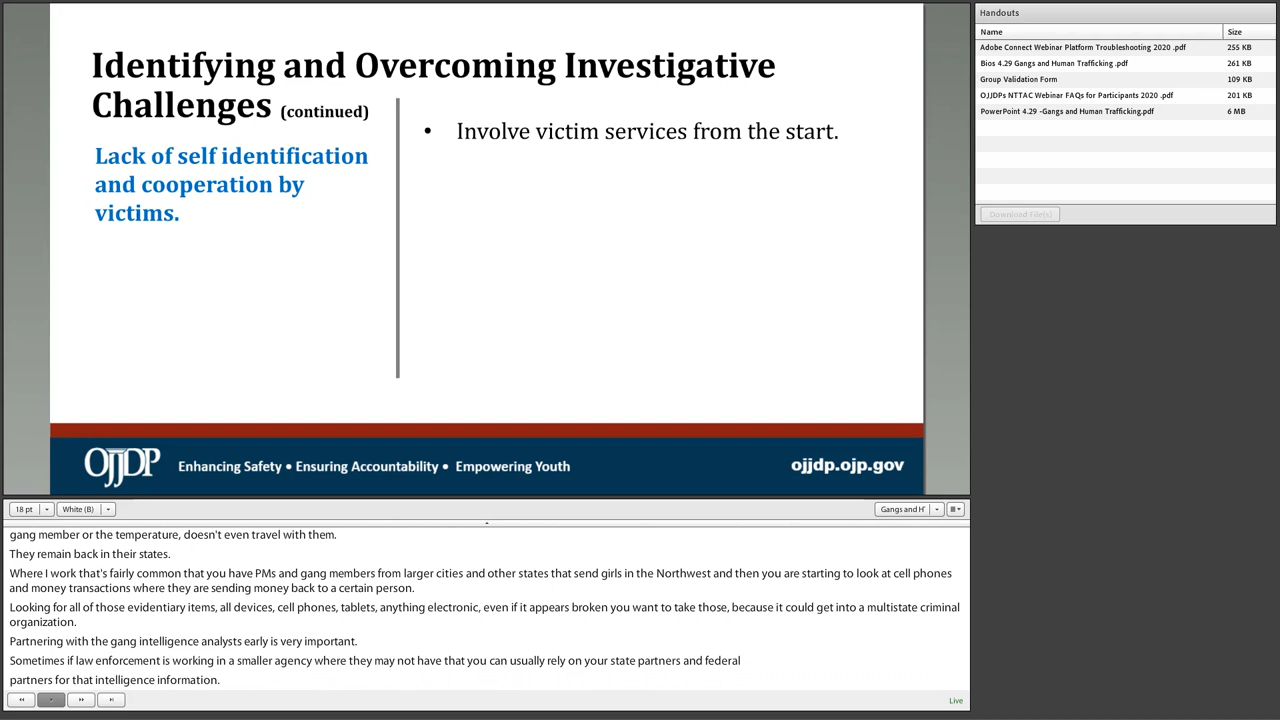 Identifying and Overcoming Investigative
Challenges (continued)
Lack of self identification
and cooperation by
victims.
• Involve victim services from the start.
OJJDP
Enhancing Safety • Ensuring Accountability • Empowering Youth
ojjdp.ojp.gov
Handouts
Name Size
Adobe Connect Webinar Platform Troubleshooting 2020 .pdf 255 KB
Bios 4.29 Gangs and Human Trafficking .pdf 261 KB
Group Validation Form 109 KB
OJJDPs NTTAC Webinar FAQs for Participants 2020 .pdf 201 KB
PowerPoint 4.29 -Gangs and Human Trafficking.pdf 6 MB
Download File(s)
18 pt White (B) Gangs and H'
gang member or the temperature, doesn't even travel with them.
They remain back in their states.
Where I work that's fairly common that you have PMs and gang members from larger cities and other states that send girls in the Northwest and then you are starting to look at cell phones
and money transactions where they are sending money back to a certain person.
Looking for all of those evidentiary items, all devices, cell phones, tablets, anything electronic, even if it appears broken you want to take those, because it could get into a multistate criminal
organization.
Partnering with the gang intelligence analysts early is very important.
Sometimes if law enforcement is working in a smaller agency where they may not have that you can usually rely on your state partners and federal
partners for that intelligence information.
Live